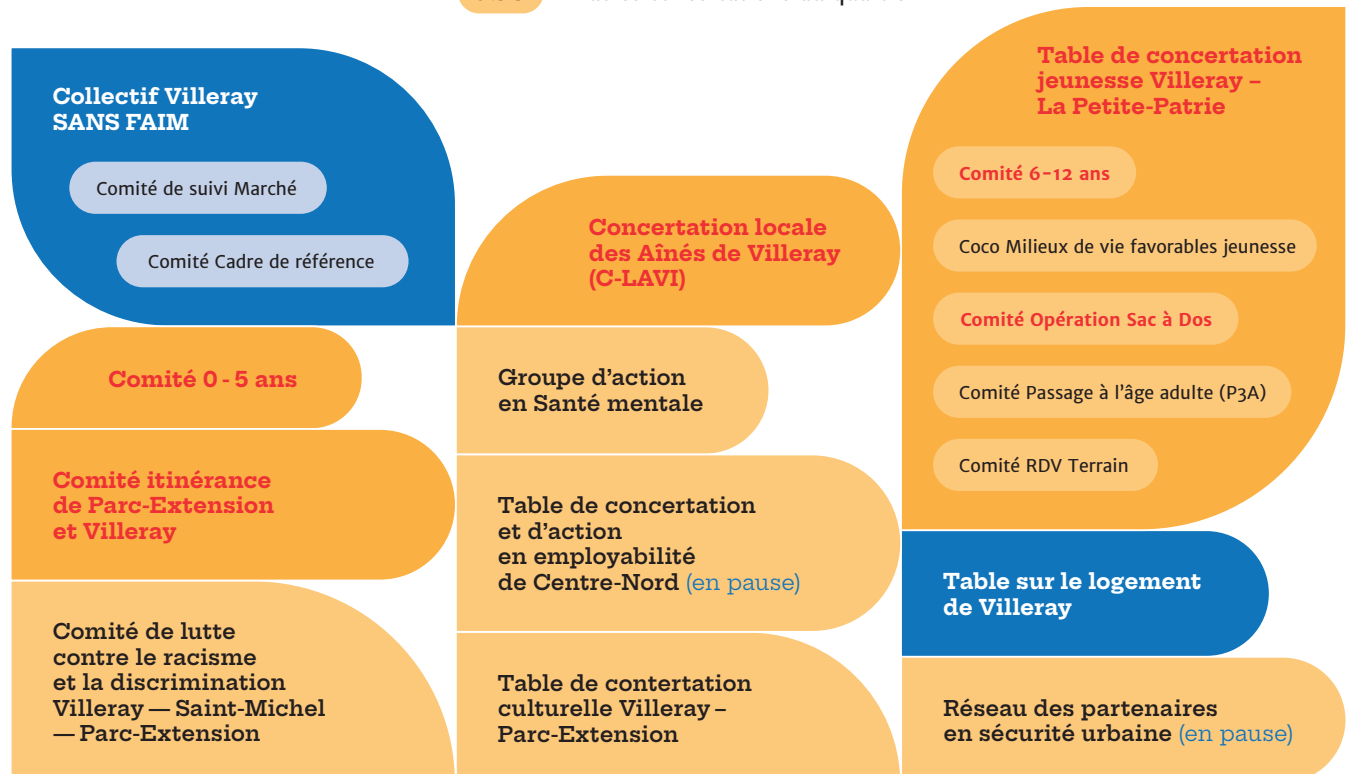 Collectif Villeray
SANS FAIM
Comité de suivi Marché
Comité Cadre de référence
Comité 0 - 5 ans
Comité itinérance
de Parc-Extension
et Villeray
Comité de lutte
contre le racisme
et la discrimination
Villeray — Saint-Michel
— Parc-Extension
Concertation locale
des Aînés de Villeray
(C-LAVI)
Groupe d’action
en Santé mentale
Table de concertation
et d’action
en employabilité
de Centre-Nord (en pause)
Table de contertation
culturelle Villeray –
Parc-Extension
Table de concertation
jeunesse Villeray –
La Petite-Patrie
Comité 6-12 ans
Coco Milieux de vie favorables jeunesse
Comité Opération Sac à Dos
Comité Passage à l’âge adulte (P3A)
Comité RDV Terrain
Table sur le logement
de Villeray
Réseau des partenaires
en sécurité urbaine (en pause)